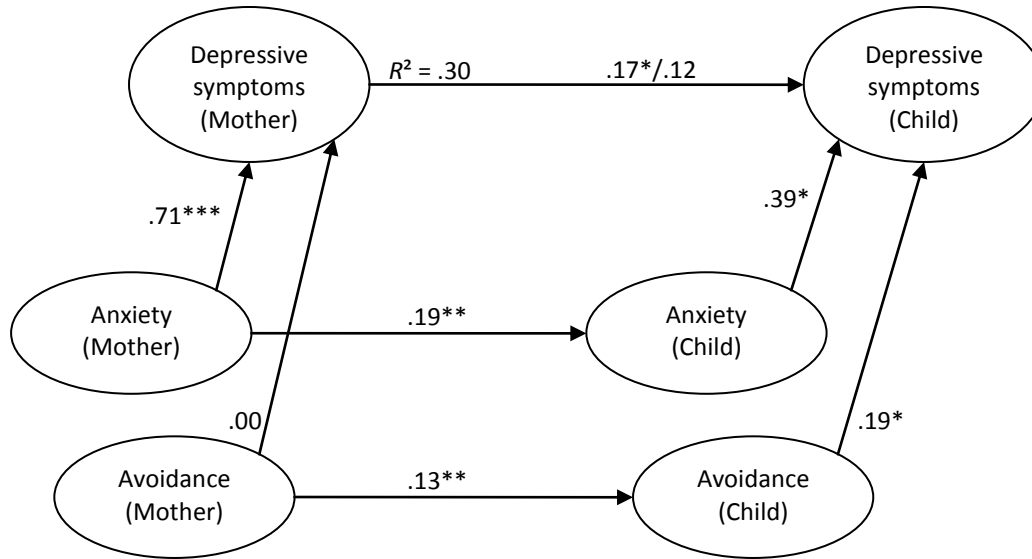 Depressive
symptoms
(Mother)
R² = .30
.17*/.12
Depressive
symptoms
(Child)
.71***
.39*
Anxiety
(Mother)
.19**
Anxiety
(Child)
.00
.19*
Avoidance
(Mother)
.13**
Avoidance
(Child)